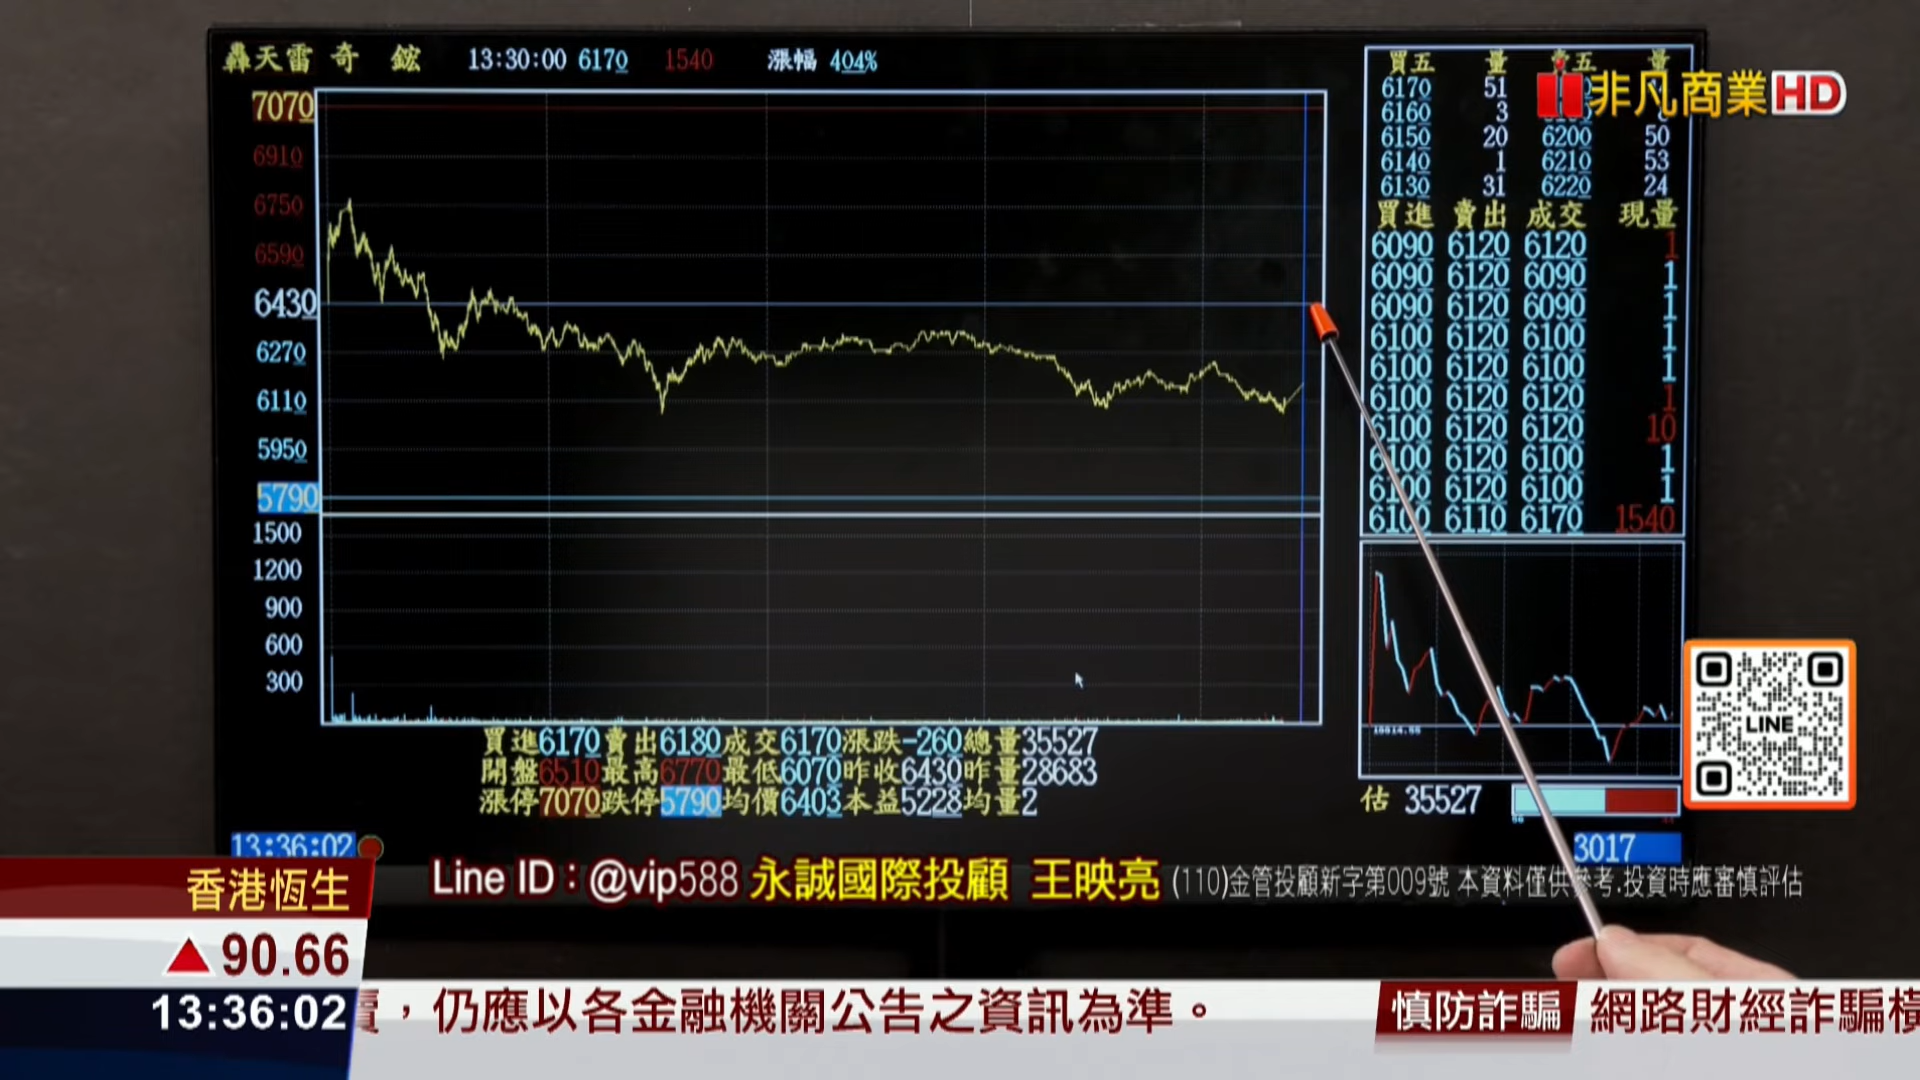 轟天雷 奇 鋐 13:30:00 6170 1540 漲幅 404%
7070
6910
6750
6590
6430
6270
6110
5950
5790
1500
1200
900
600
300
買五 量 賣五 量
6170 51
6160 3
6150 20 6200 50
6140 1 6210 53
6130 31 6220 24
非凡商業HD
買進 賣出 成交 現量
6090 6120 6120 1
6090 6120 6090 1
6090 6120 6090 1
6100 6120 6100 1
6100 6120 6100 1
6100 6120 6120 1
6100 6120 6120 10
6100 6120 6100 1
6100 6120 6100 1
6100 6110 6170 1540
LINE
買進6170賣出6180成交6170漲跌-260總量35527
開盤6510最高6770最低6070昨收6430昨量28683
漲停7070跌停5790均價6403本益5228均量2
估 35527
13:36:02
3017
Line ID：@vip588 永誠國際投顧 王映亮 (110)金管投顧新字第009號 本資料僅供參考.投資時應審慎評估
香港恆生
▲90.66
13:36:02
，仍應以各金融機關公告之資訊為準。
慎防詐騙 網路財經詐騙橫